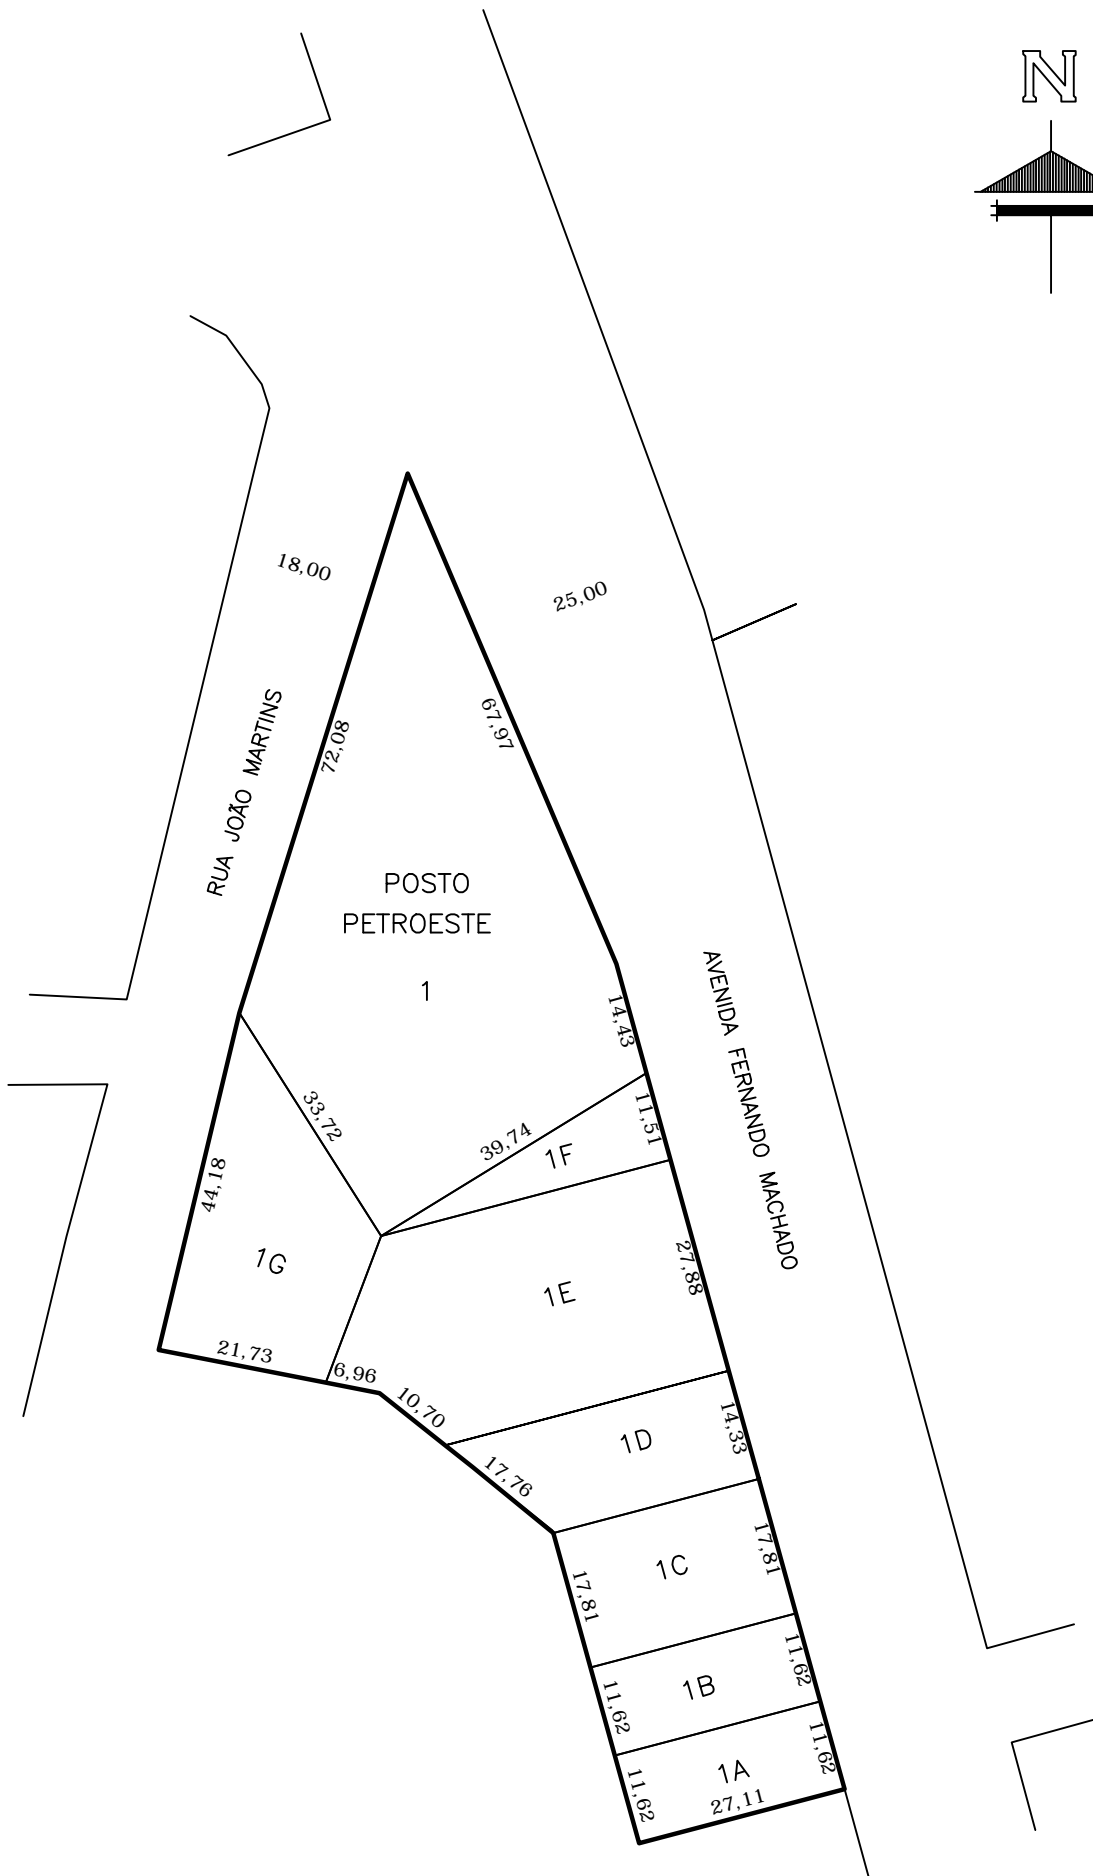 N
18,00
25,00
RUA JOÃO MARTINS
72,08
67,97
POSTO
PETROESTE
1
14,43
AVENIDA FERNANDO MACHADO
33,72
39,74
11,51
1F
44,18
1G
27,88
1E
21,73
6,96
10,70
14,33
1D
17,76
17,81
1C
17,81
11,62
1B
11,62
11,62
1A
11,62
27,11